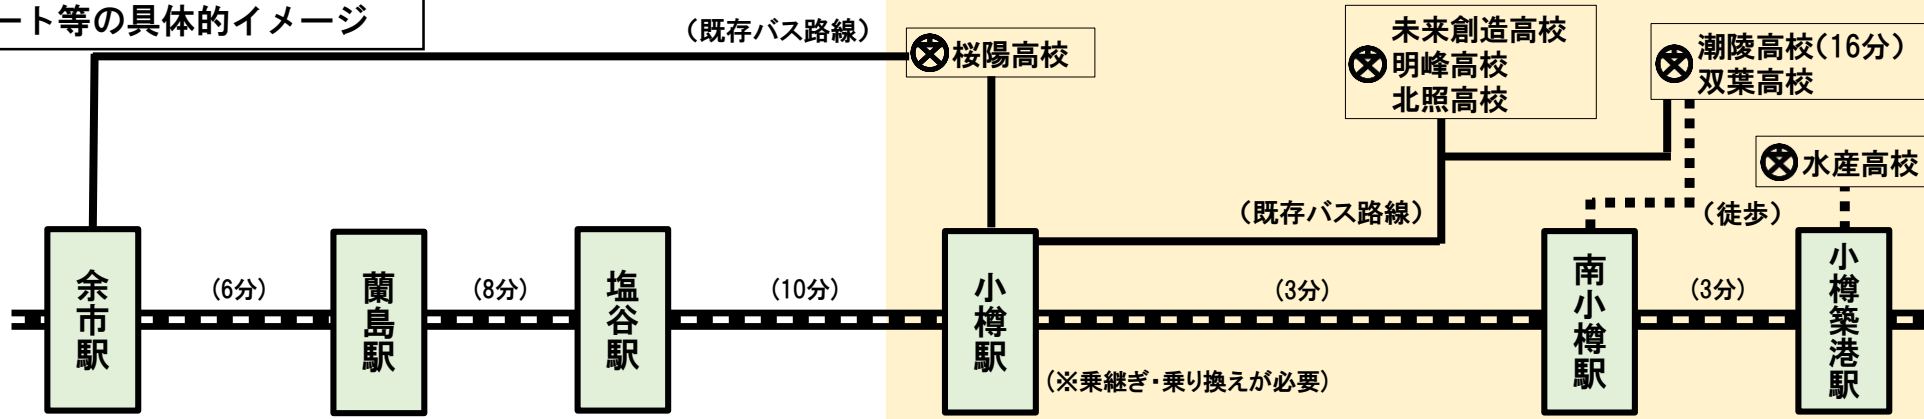 ート等の具体的イメージ
（既存バス路線）
桜陽高校
未来創造高校
明峰高校
北照高校
潮陵高校（16分）
双葉高校
水産高校
（既存バス路線）
（徒歩）
余市駅
（6分）
蘭島駅
（8分）
塩谷駅
（10分）
小樽駅
（3分）
南小樽駅
（3分）
小樽築港駅
（※乗継ぎ・乗り換えが必要）